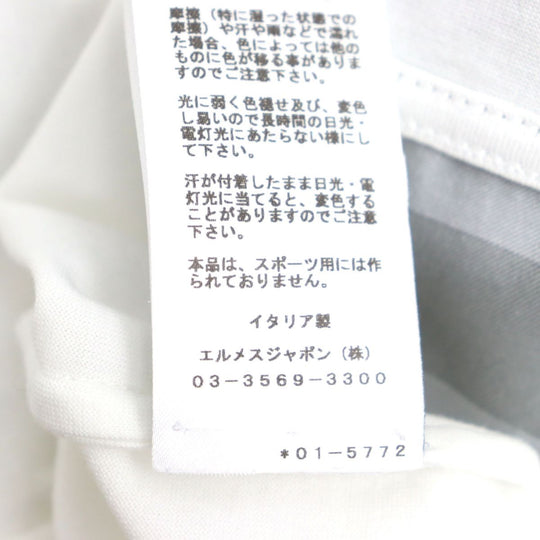 摩擦（特に湿った状態での
摩擦）や汗や雨などで濡れ
た場合、色によっては他の
ものに色が移る事がありま
すのでご注意下さい。
光に弱く色褪せ及び、変色
し易いので長時間の日光・
電灯光にあたらない様にし
て下さい。
汗が付着したまま日光・電
灯光に当てると、変色する
ことがありますのでご注意
下さい。
本品は、スポーツ用には作
られておりません。
イタリア製
エルメスジャポン（株）
03-3569-3300
*01-5772